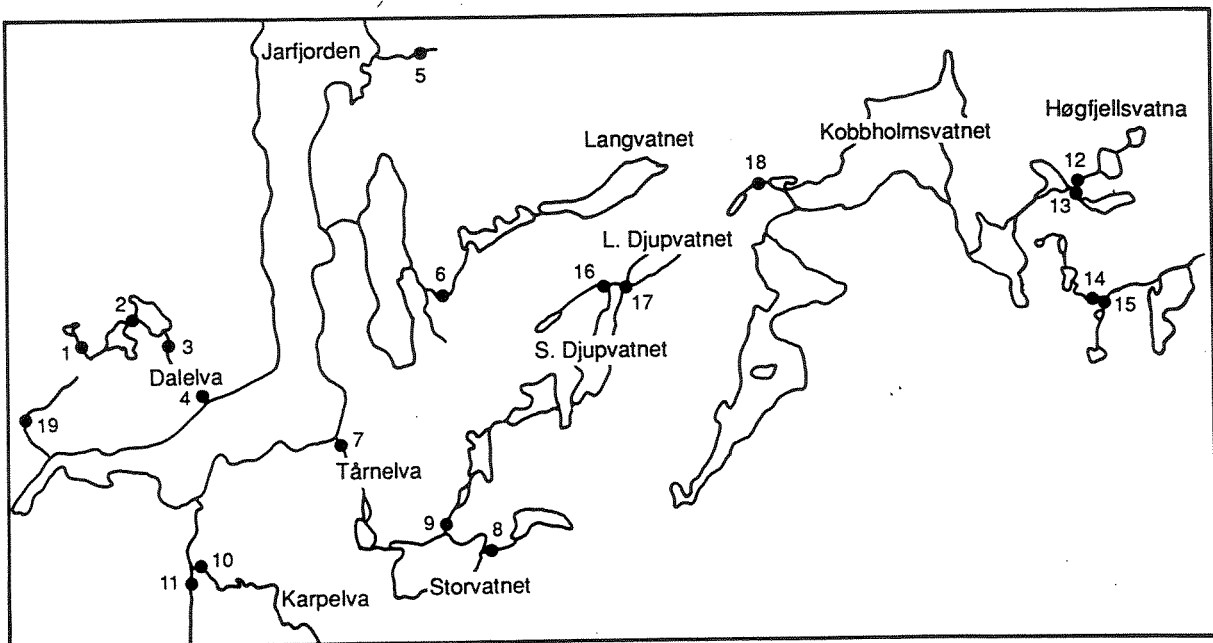 Jarfjorden
5
Høgfjellsvatna
Kobbholmsvatnet
Langvatnet
18
12
13
L. Djupvatnet
16
17
6
14
15
2
1
3
S. Djupvatnet
Dalelva
4
19
7
Tårnelva
9
8
10
11
Storvatnet
Karpelva